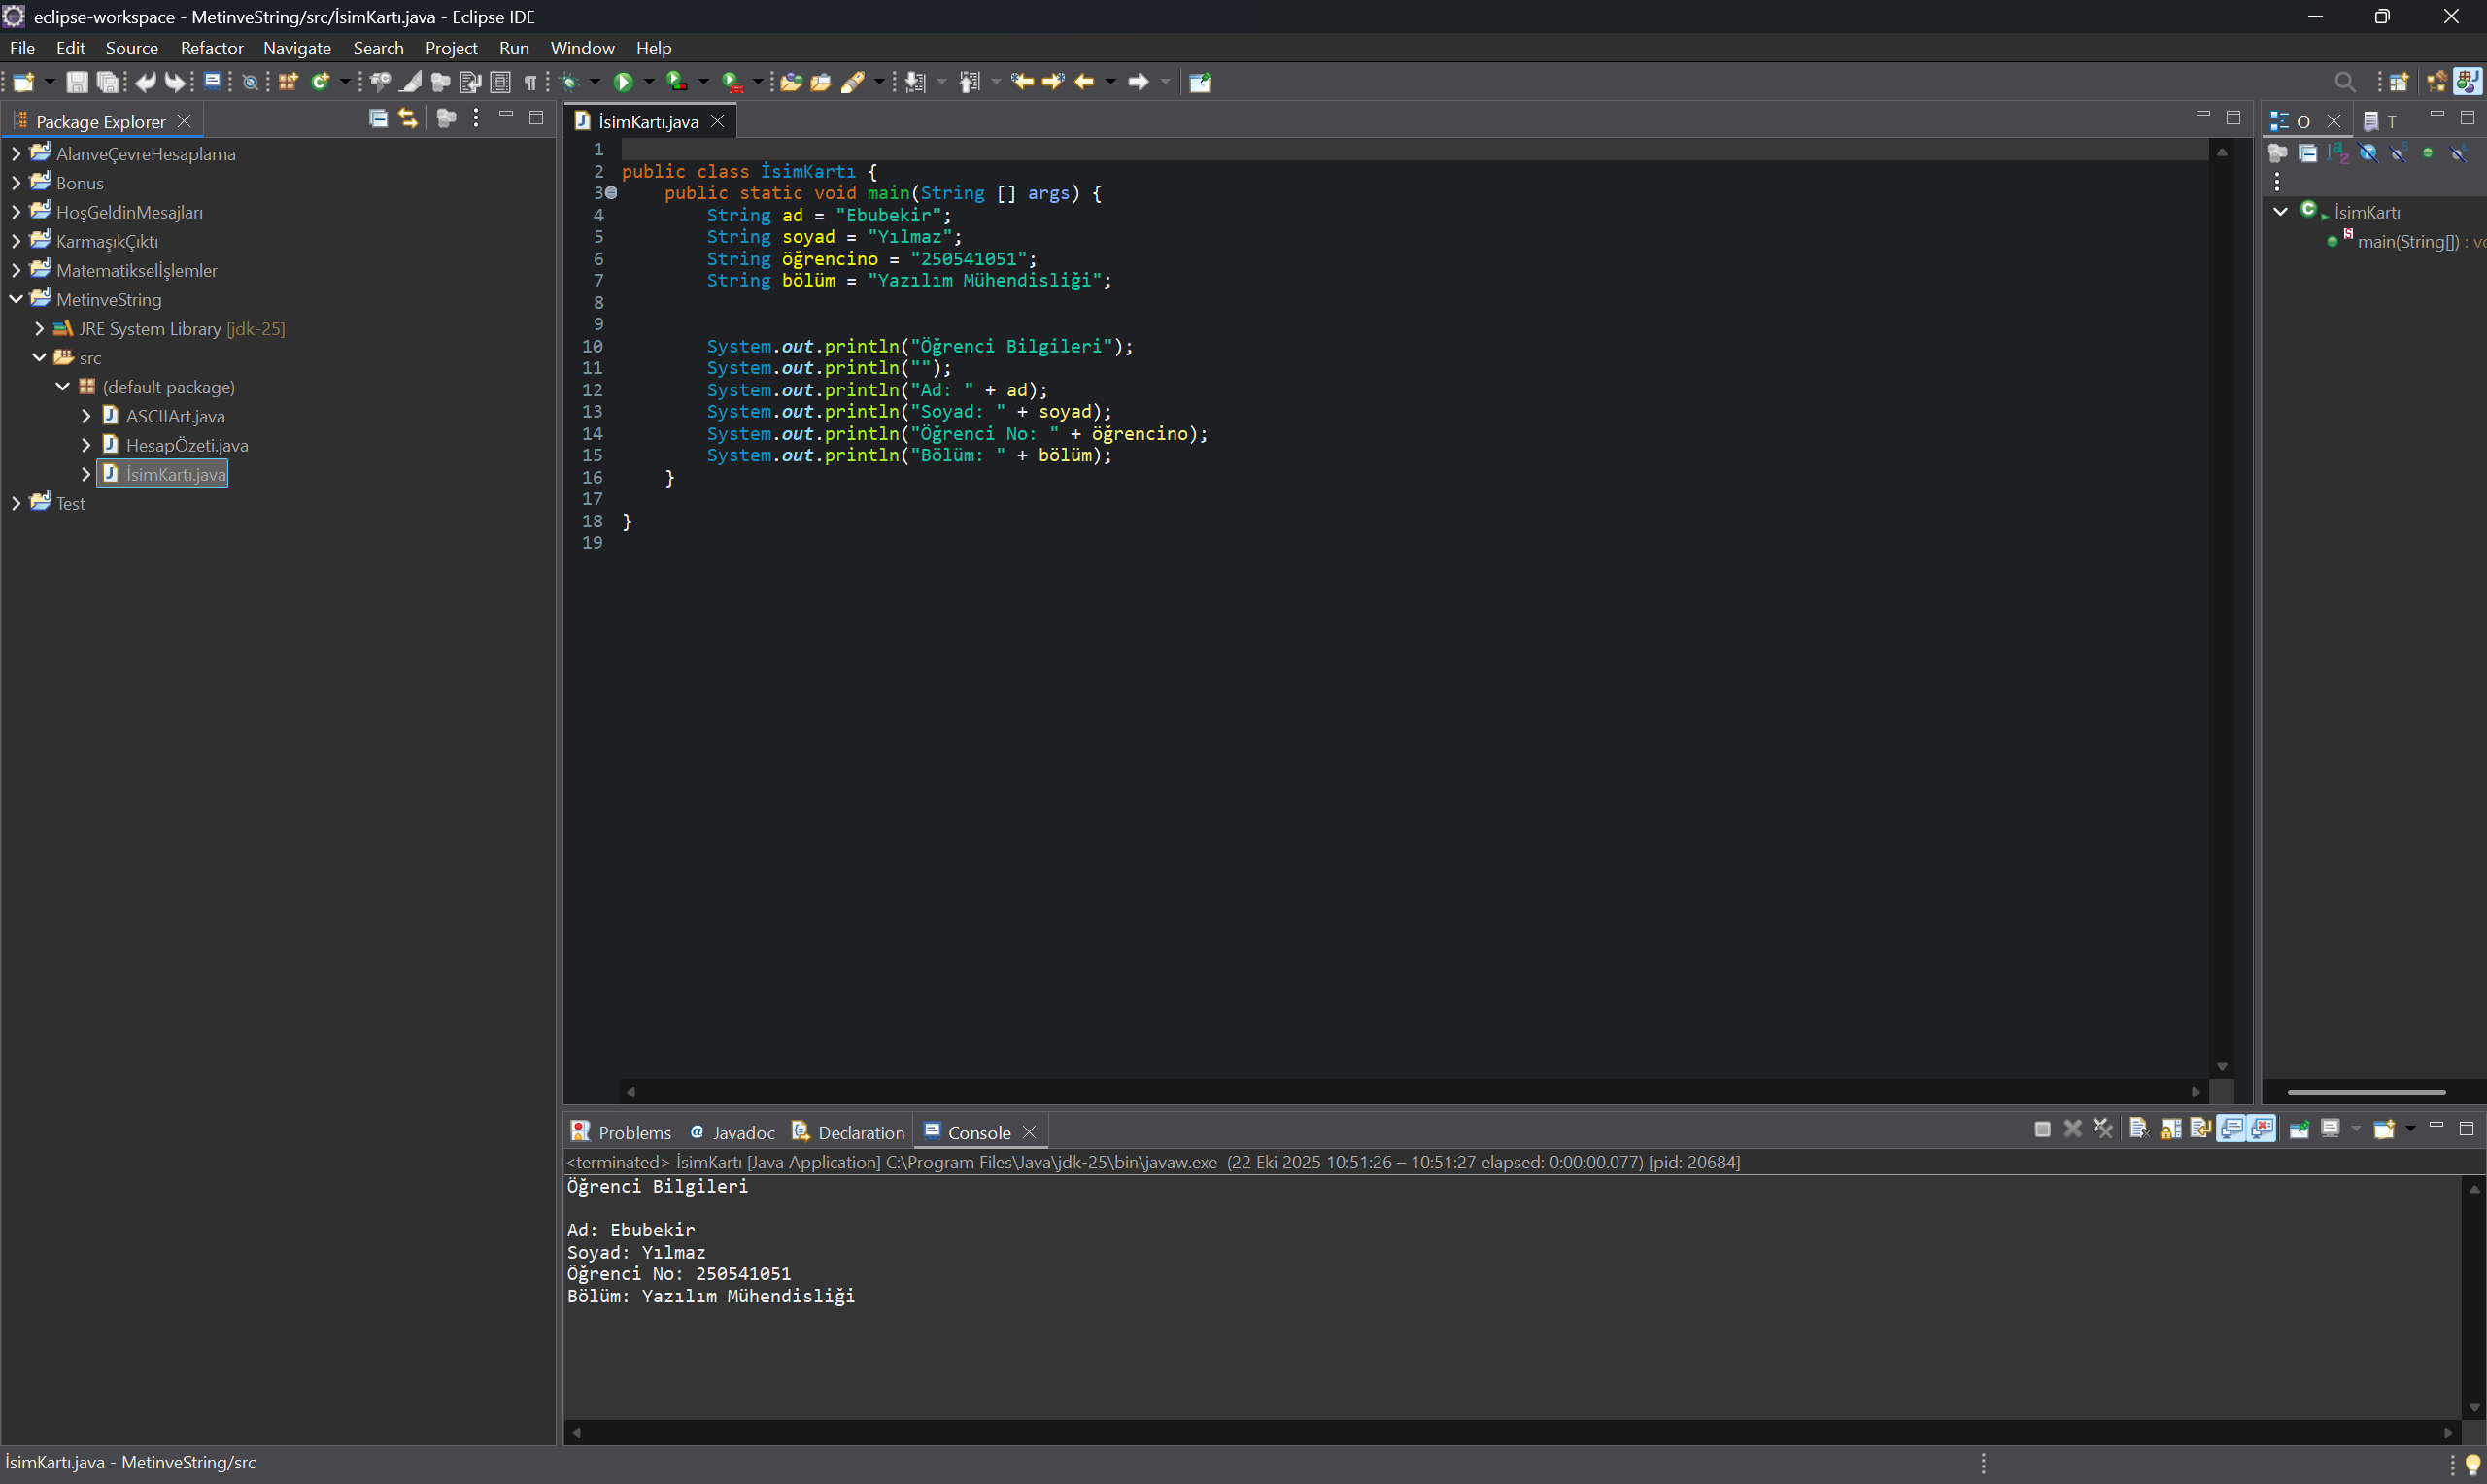 eclipse-workspace - MetinveString/src/İsimKartı.java - Eclipse IDE
File Edit Source Refactor Navigate Search Project Run Window Help
Package Explorer
AlanveÇevreHesaplama
Bonus
HoşGeldinMesajları
KarmaşıkÇıktı
Matematikselİşlemler
MetinveString
JRE System Library [jdk-25]
src
(default package)
ASCIIArt.java
HesapÖzeti.java
İsimKartı.java
Test
İsimKartı.java
1
2 public class İsimKartı {
3 public static void main(String [] args) {
4 String ad = "Ebubekir";
5 String soyad = "Yılmaz";
6 String öğrencino = "250541051";
7 String bölüm = "Yazılım Mühendisliği";
8
9
10 System.out.println("Öğrenci Bilgileri");
11 System.out.println("");
12 System.out.println("Ad: " + ad);
13 System.out.println("Soyad: " + soyad);
14 System.out.println("Öğrenci No: " + öğrencino);
15 System.out.println("Bölüm: " + bölüm);
16 }
17
18 }
19
O T
İsimKartı
main(String[]) : vo
Problems Javadoc Declaration Console
<terminated> İsimKartı [Java Application] C:\Program Files\Java\jdk-25\bin\javaw.exe (22 Eki 2025 10:51:26 – 10:51:27 elapsed: 0:00:00.077) [pid: 20684]
Öğrenci Bilgileri
Ad: Ebubekir
Soyad: Yılmaz
Öğrenci No: 250541051
Bölüm: Yazılım Mühendisliği
İsimKartı.java - MetinveString/src